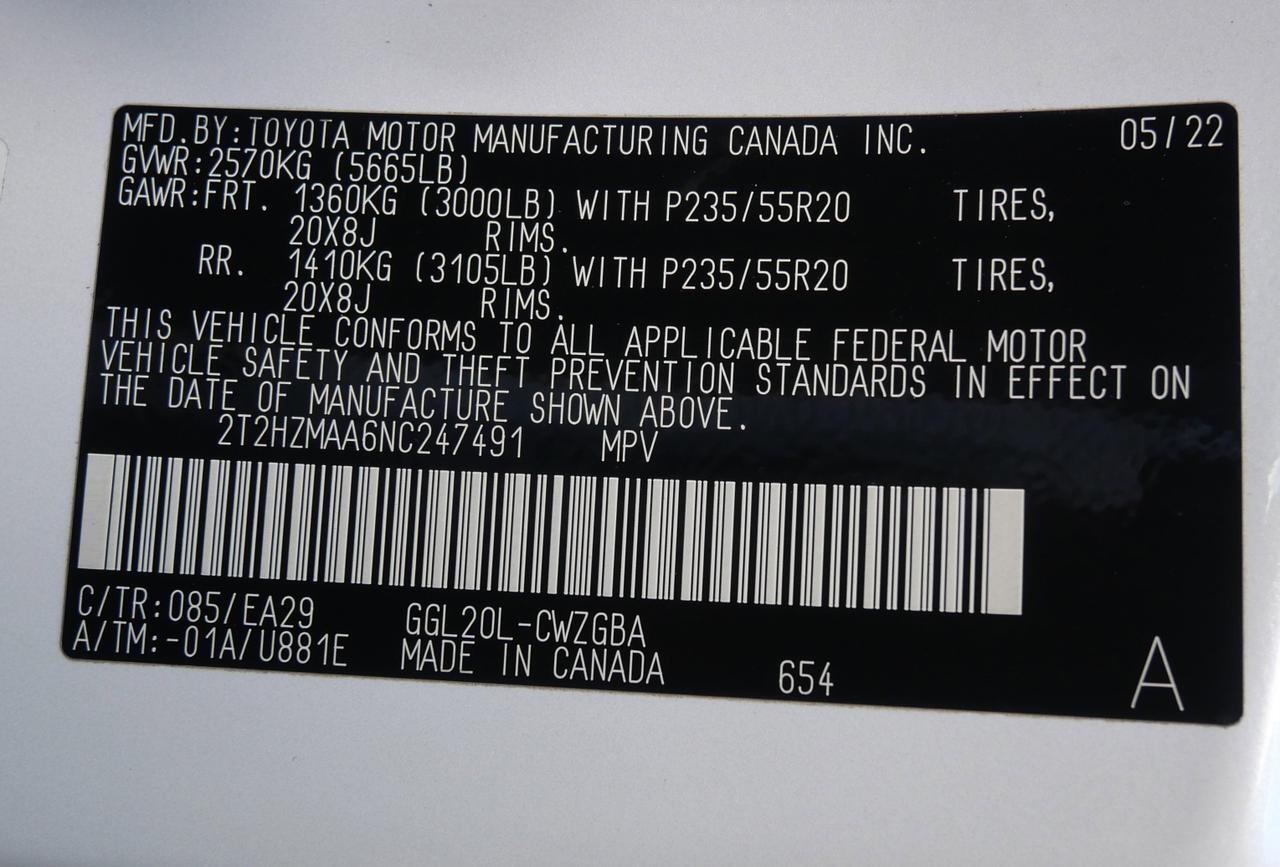 MFD.BY:TOYOTA MOTOR MANUFACTURING CANADA INC. 05/22
GVWR:2570KG (5665LB)
GAWR:FRT. 1360KG (3000LB) WITH P235/55R20 TIRES,
20X8J RIMS.
RR. 1410KG (3105LB) WITH P235/55R20 TIRES,
20X8J RIMS.
THIS VEHICLE CONFORMS TO ALL APPLICABLE FEDERAL MOTOR
VEHICLE SAFETY AND THEFT PREVENTION STANDARDS IN EFFECT ON
THE DATE OF MANUFACTURE SHOWN ABOVE.
2T2HZMAA6NC247491 MPV
C/TR:085/EA29 GGL20L-CWZGBA
A/TM:-01A/U881E MADE IN CANADA 654 A